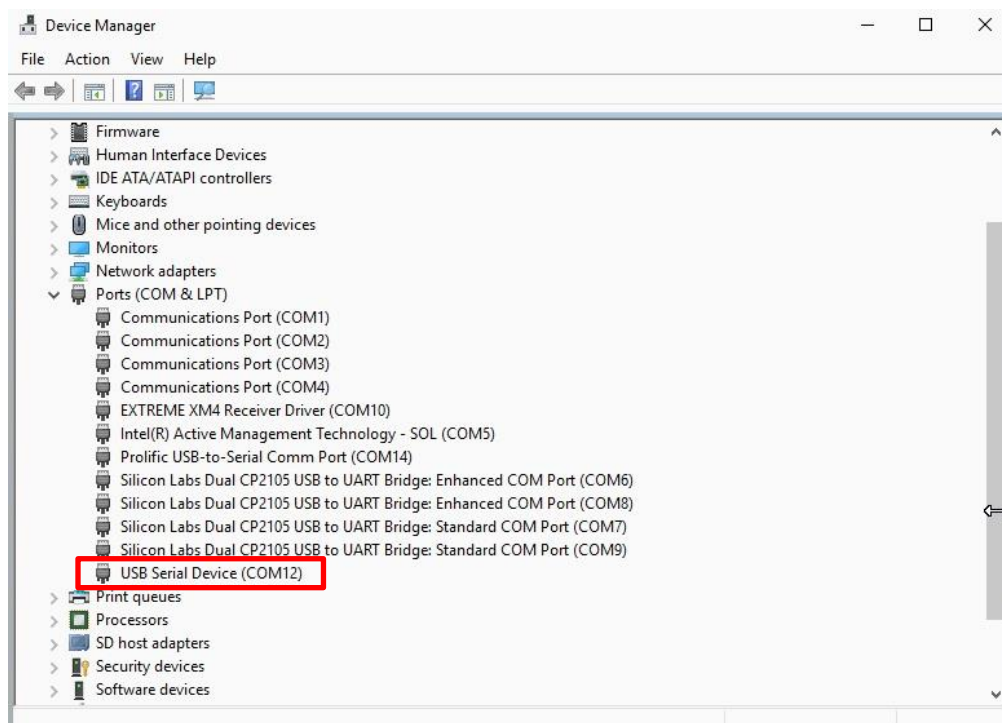 Device Manager
File Action View Help
Firmware
Human Interface Devices
IDE ATA/ATAPI controllers
Keyboards
Mice and other pointing devices
Monitors
Network adapters
Ports (COM & LPT)
Communications Port (COM1)
Communications Port (COM2)
Communications Port (COM3)
Communications Port (COM4)
EXTREME XM4 Receiver Driver (COM10)
Intel(R) Active Management Technology - SOL (COM5)
Prolific USB-to-Serial Comm Port (COM14)
Silicon Labs Dual CP2105 USB to UART Bridge: Enhanced COM Port (COM6)
Silicon Labs Dual CP2105 USB to UART Bridge: Enhanced COM Port (COM8)
Silicon Labs Dual CP2105 USB to UART Bridge: Standard COM Port (COM7)
Silicon Labs Dual CP2105 USB to UART Bridge: Standard COM Port (COM9)
USB Serial Device (COM12)
Print queues
Processors
SD host adapters
Security devices
Software devices